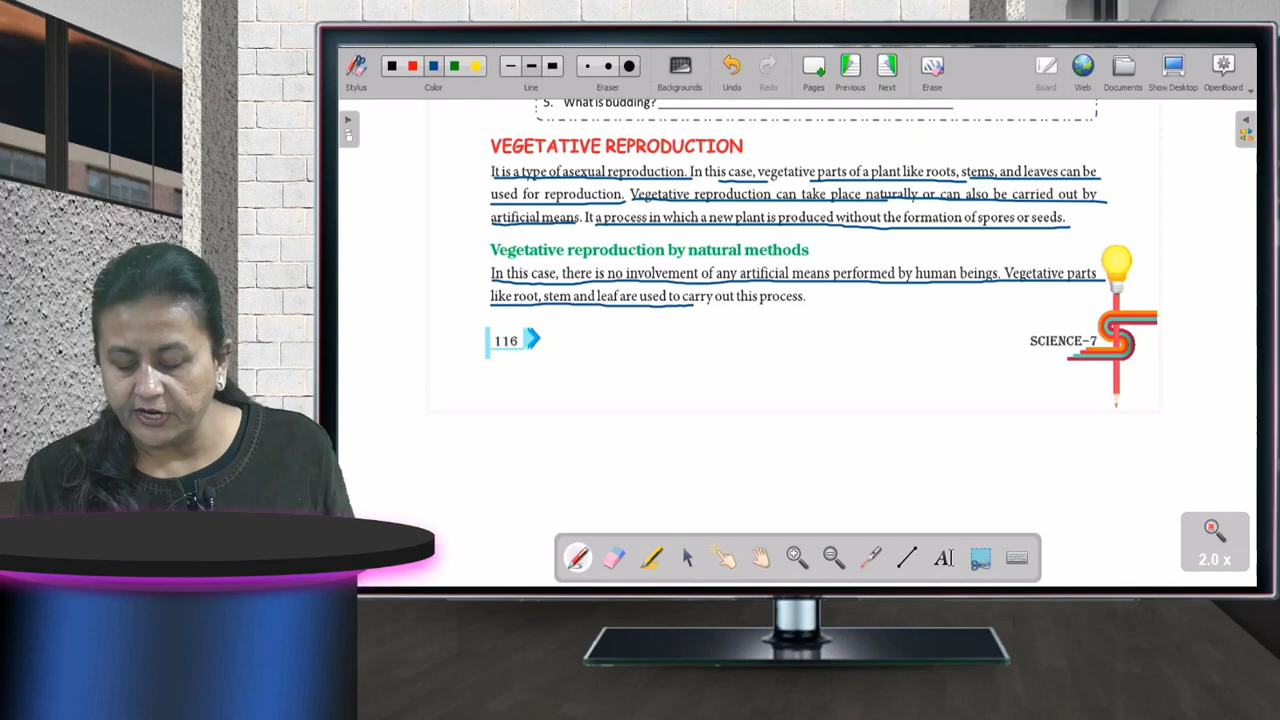 Stylus
Color
Line
Eraser
Backgrounds
Undo
Redo
Pages
Previous
Next
Erase
Board
Web
Documents
Show Desktop
OpenBoard
5. What is budding?
VEGETATIVE REPRODUCTION
It is a type of asexual reproduction. In this case, vegetative parts of a plant like roots, stems, and leaves can be
used for reproduction. Vegetative reproduction can take place naturally or can also be carried out by
artificial means. It a process in which a new plant is produced without the formation of spores or seeds.
Vegetative reproduction by natural methods
In this case, there is no involvement of any artificial means performed by human beings. Vegetative parts
like root, stem and leaf are used to carry out this process.
116
SCIENCE–7
AI
2.0 x